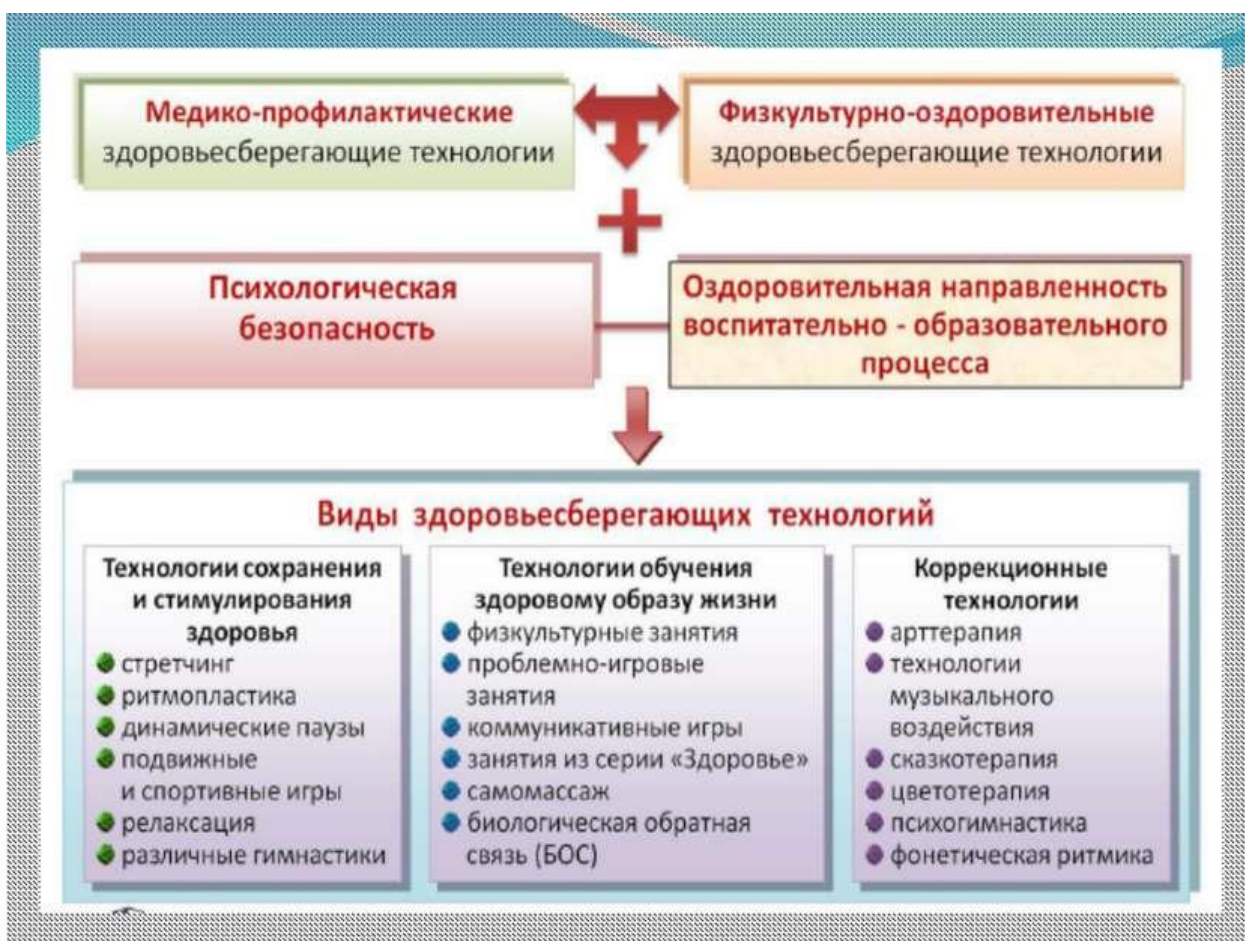 Медико-профилактические
здоровьесберегающие технологии
Физкультурно-оздоровительные
здоровьесберегающие технологии
Психологическая
безопасность
Оздоровительная направленность
воспитательно - образовательного
процесса
Виды здоровьесберегающих технологий
Технологии сохранения
и стимулирования
здоровья
стретчинг
ритмопластика
динамические паузы
подвижные
и спортивные игры
релаксация
различные гимнастики
Технологии обучения
здоровому образу жизни
физкультурные занятия
проблемно-игровые
занятия
коммуникативные игры
занятия из серии «Здоровье»
самомассаж
биологическая обратная
связь (БОС)
Коррекционные
технологии
арттерапия
технологии
музыкального
воздействия
сказкотерапия
цветотерапия
психогимнастика
фонетическая ритмика